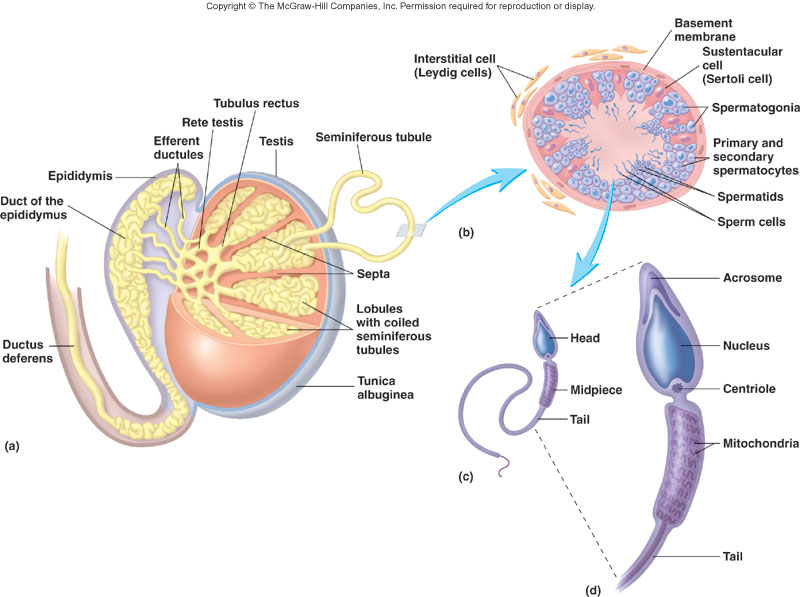 Copyright © The McGraw-Hill Companies, Inc. Permission required for reproduction or display.
Basement
membrane
Sustentacular
cell
(Sertoli cell)
Interstitial cell
(Leydig cells)
Spermatogonia
Primary and
secondary
spermatocytes
Spermatids
Sperm cells
(b)
Tubulus rectus
Rete testis
Efferent
ductules
Testis
Seminiferous tubule
Epididymis
Duct of the
epididymus
Septa
Lobules
with coiled
seminiferous
tubules
Ductus
deferens
Tunica
albuginea
(a)
Head
Midpiece
Tail
(c)
Acrosome
Nucleus
Centriole
Mitochondria
Tail
(d)